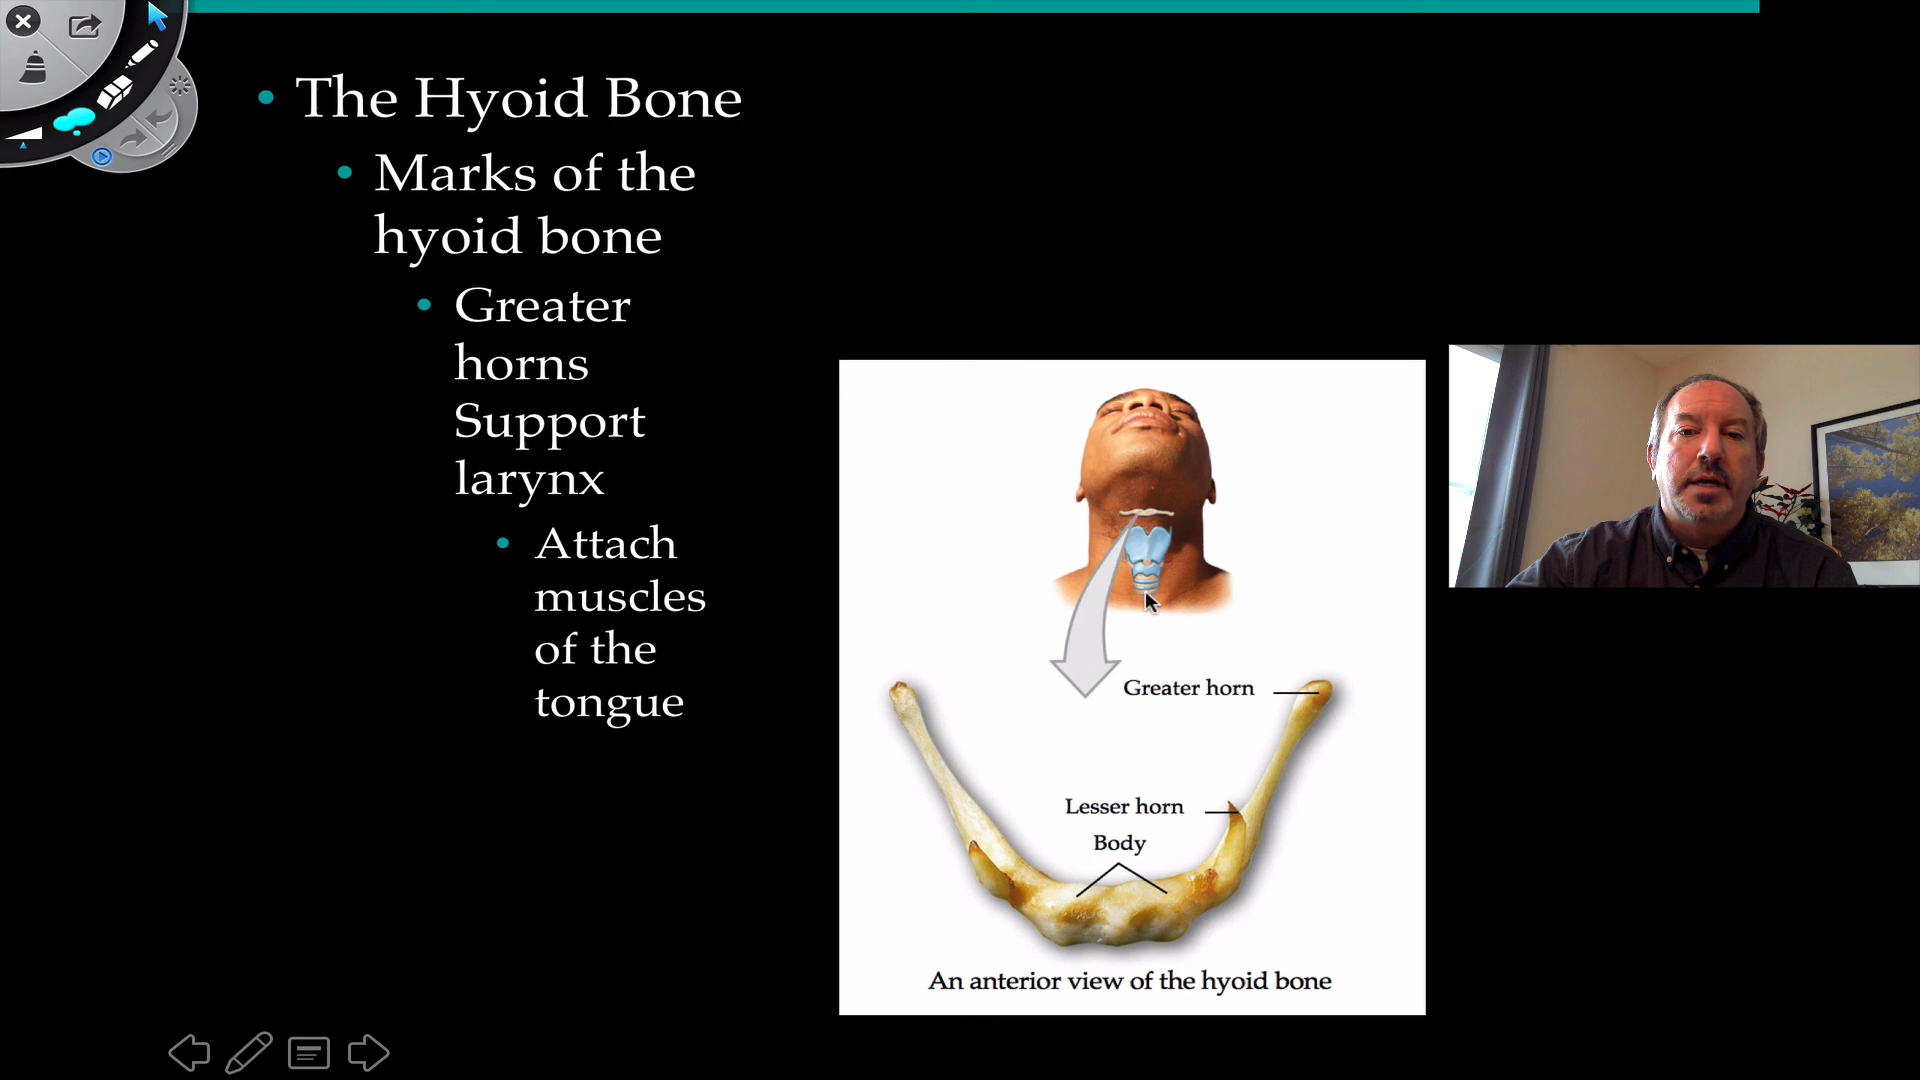 The Hyoid Bone
Marks of the
hyoid bone
Greater
horns
Support
larynx
Attach
muscles
of the
tongue
Greater horn
Lesser horn
Body
An anterior view of the hyoid bone